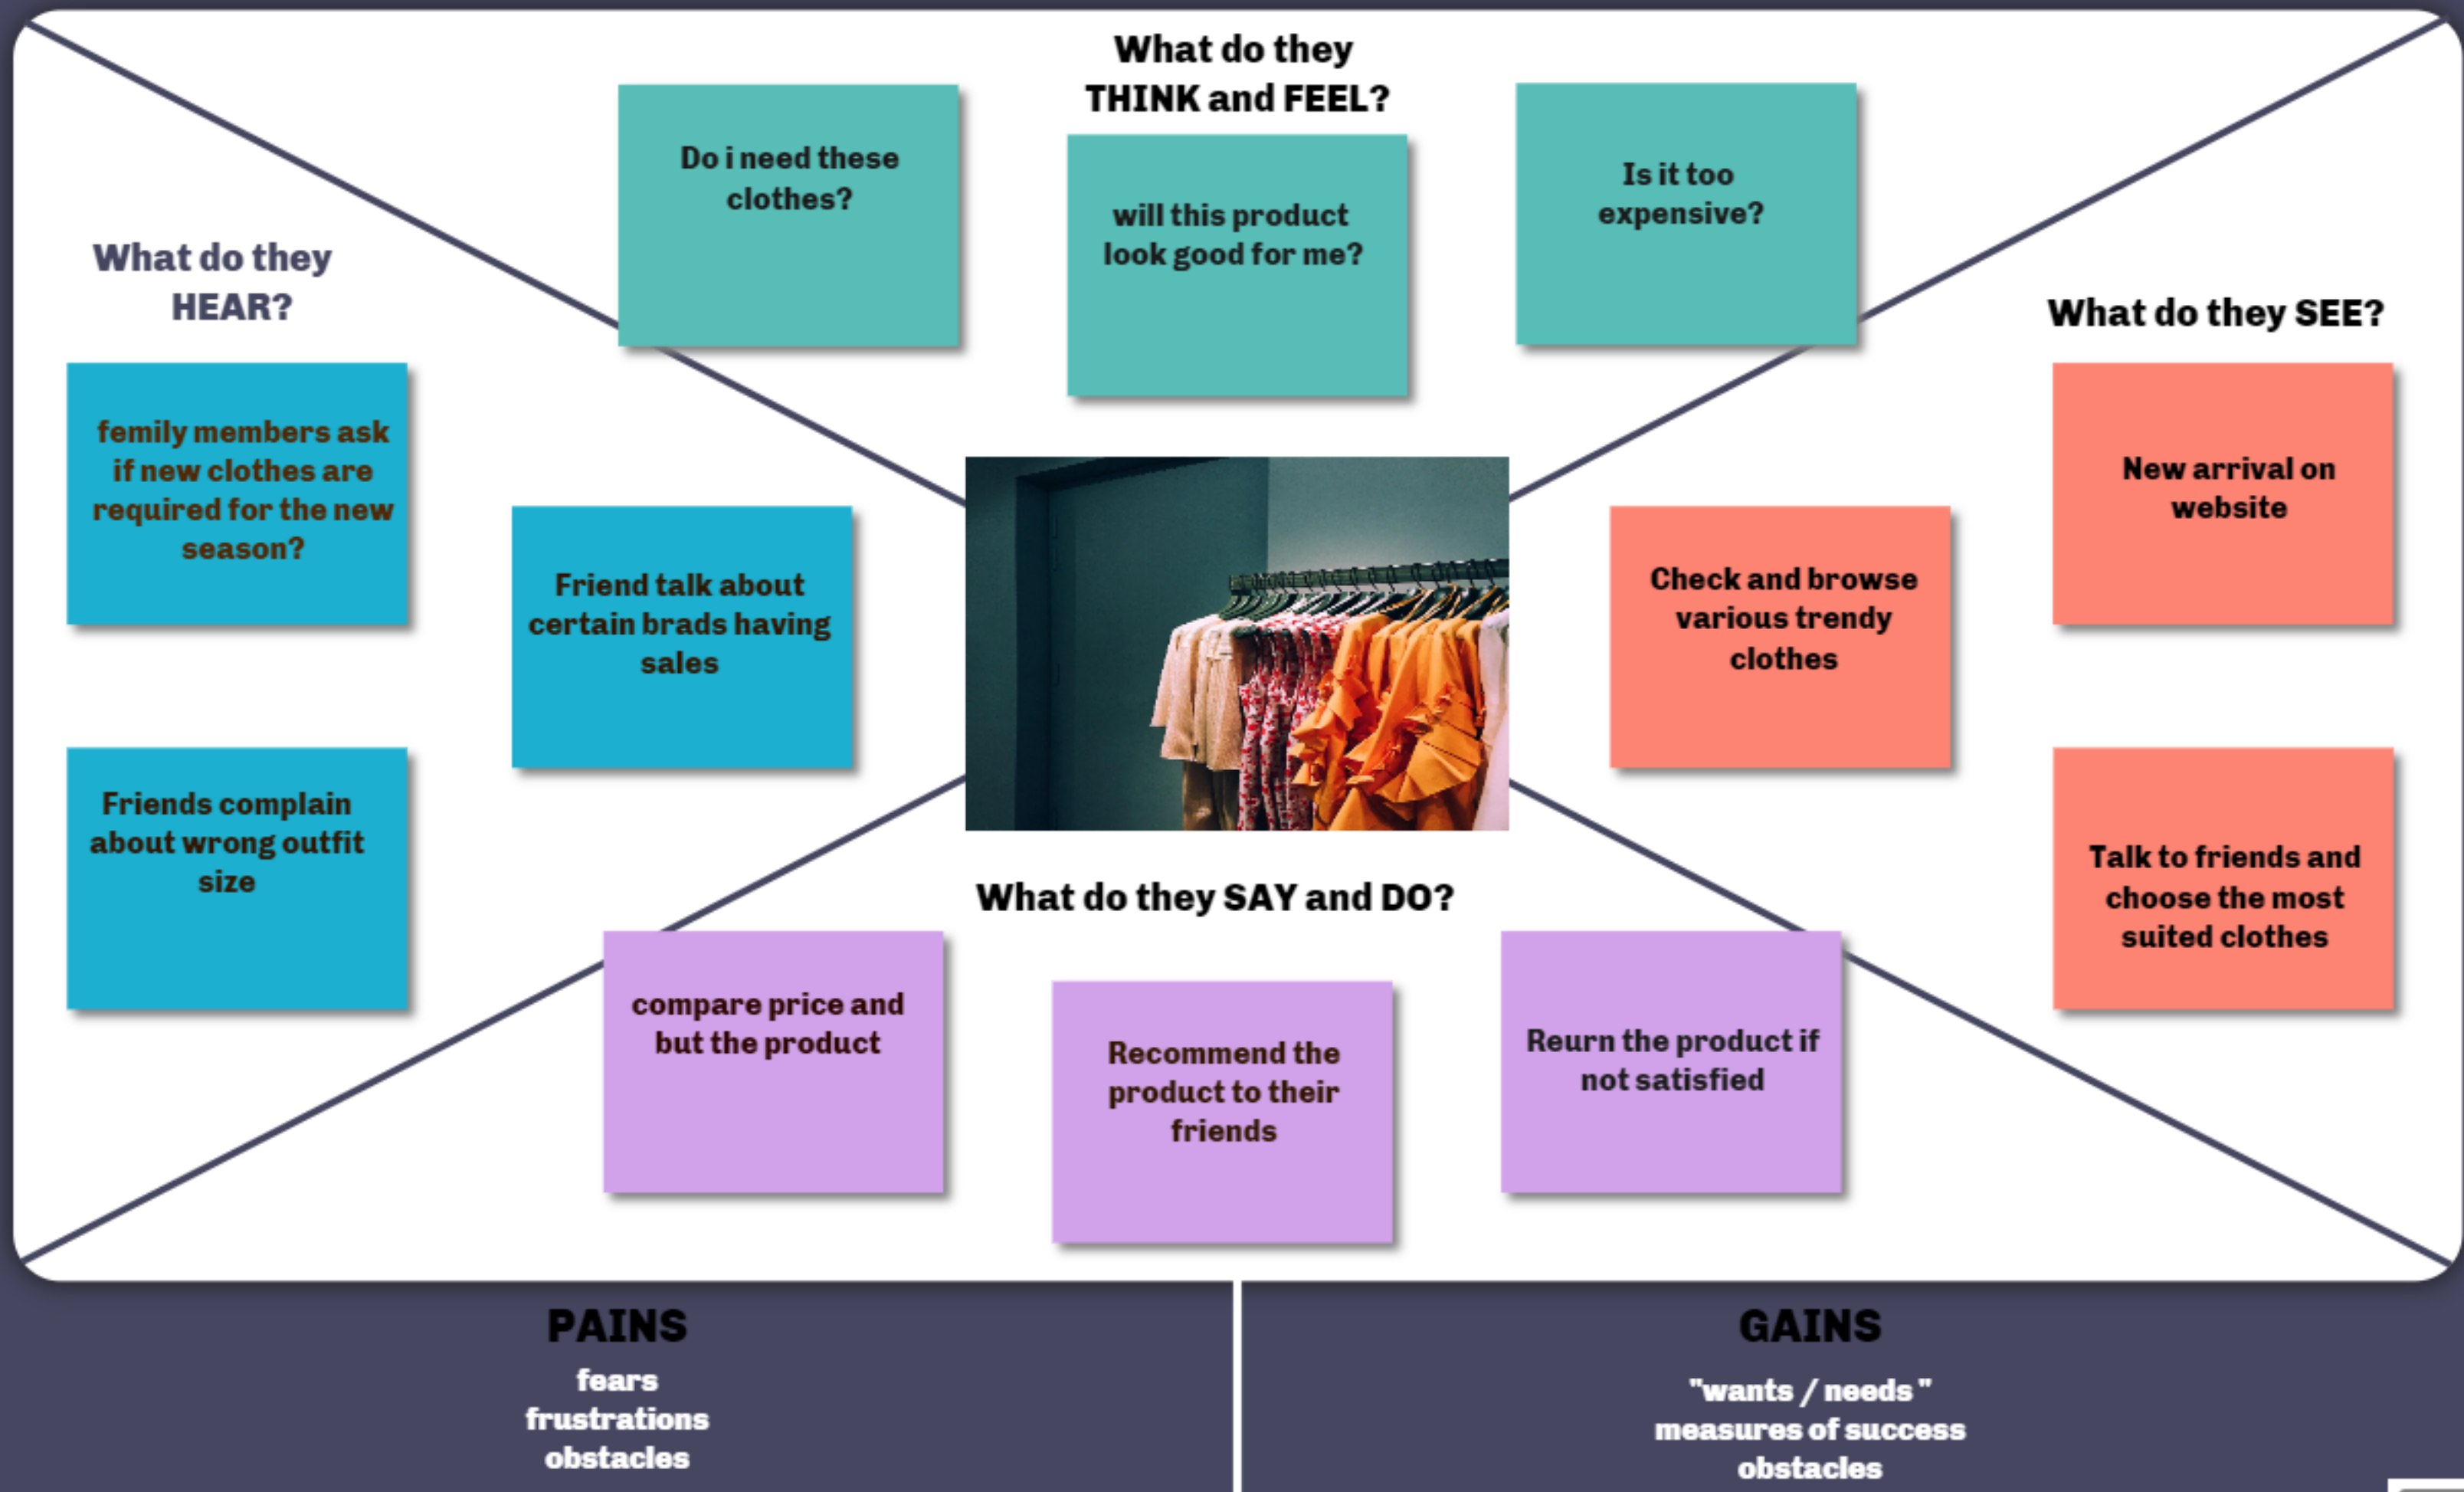 What do they
THINK and FEEL?
Do i need these
clothes?
will this product
look good for me?
Is it too
expensive?
What do they
HEAR?
femily members ask
if new clothes are
required for the new
season?
Friend talk about
certain brads having
sales
Friends complain
about wrong outfit
size
What do they SEE?
New arrival on
website
Check and browse
various trendy
clothes
Talk to friends and
choose the most
suited clothes
What do they SAY and DO?
compare price and
but the product
Recommend the
product to their
friends
Reurn the product if
not satisfied
PAINS
fears
frustrations
obstacles
GAINS
"wants / needs "
measures of success
obstacles